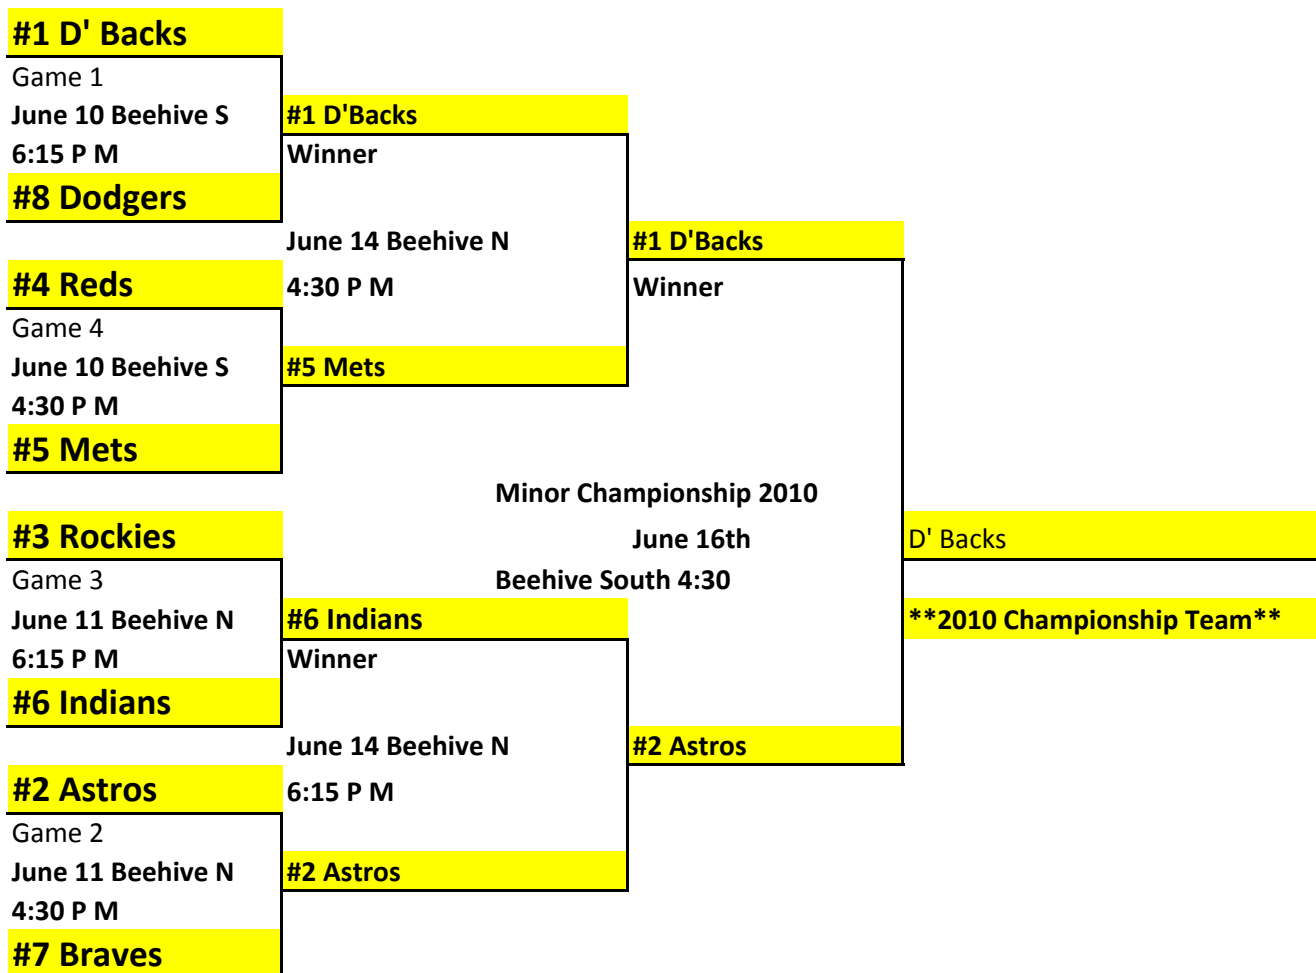 #1 D' Backs
Game 1
June 10 Beehive S
#1 D'Backs
6:15 P M
Winner
#8 Dodgers
June 14 Beehive N
#1 D'Backs
#4 Reds
4:30 P M
Winner
Game 4
June 10 Beehive S
#5 Mets
4:30 P M
#5 Mets
Minor Championship 2010
#3 Rockies
June 16th
D' Backs
Game 3
Beehive South 4:30
June 11 Beehive N
#6 Indians
**2010 Championship Team**
6:15 P M
Winner
#6 Indians
June 14 Beehive N
#2 Astros
#2 Astros
6:15 P M
Game 2
June 11 Beehive N
#2 Astros
4:30 P M
#7 Braves